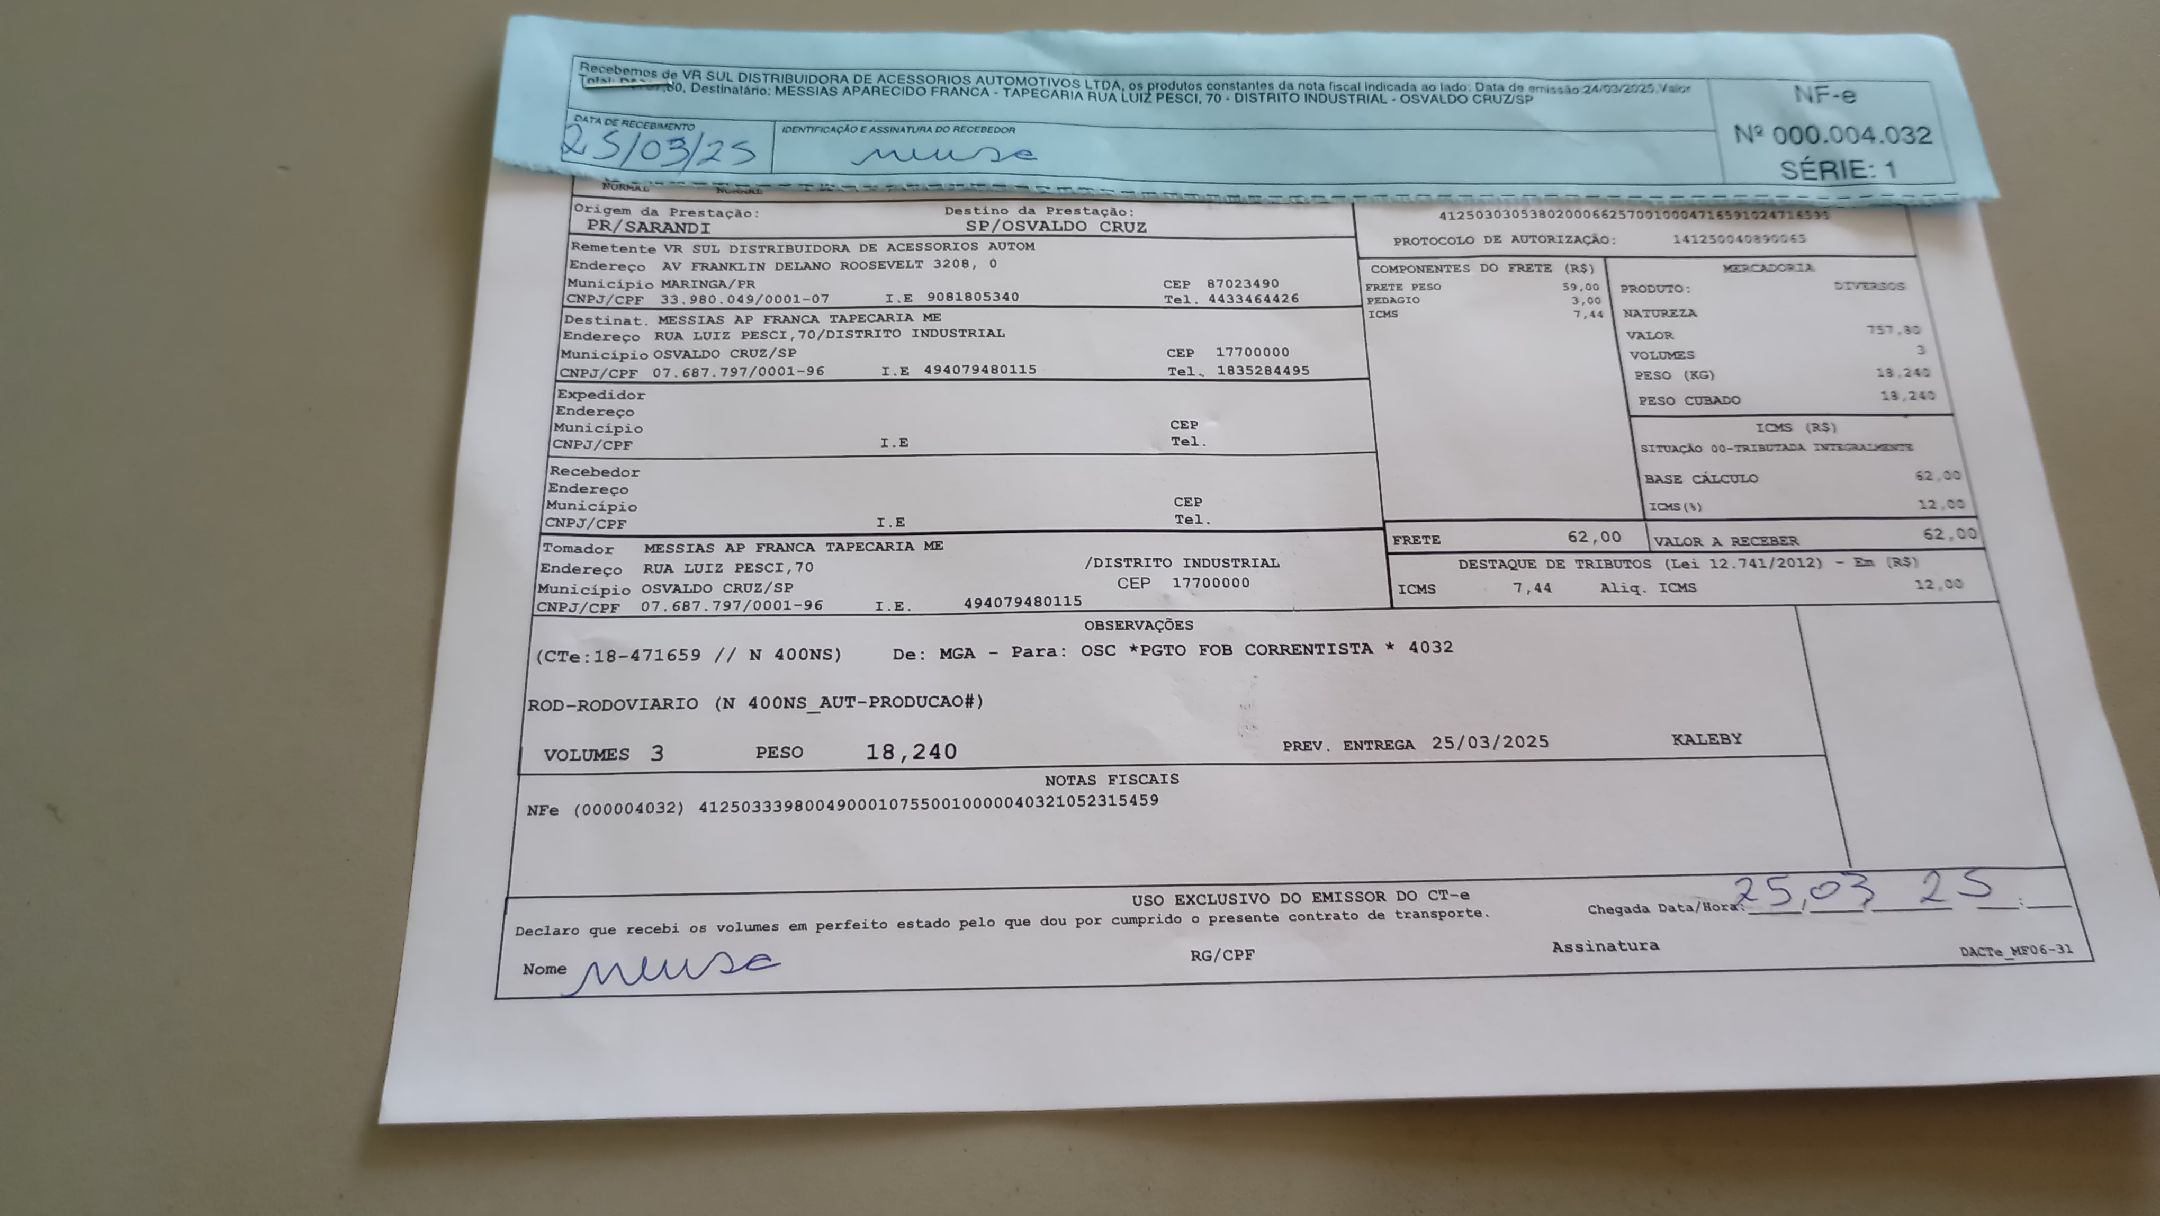 Recebemos de VR SUL DISTRIBUIDORA DE ACESSORIOS AUTOMOTIVOS LTDA, os produtos constantes da nota fiscal indicada ao lado. Data de emissão 24/03/2025 Valor
Total: ,80, Destinatário: MESSIAS APARECIDO FRANCA - TAPECARIA RUA LUIZ PESCI, 70 - DISTRITO INDUSTRIAL - OSVALDO CRUZ/SP
NF-e
Nº 000.004.032
SÉRIE: 1
DATA DE RECEBIMENTO
25/03/25
IDENTIFICAÇÃO E ASSINATURA DO RECEBEDOR
NORMAL NORMAL
Origem da Prestação: Destino da Prestação:
PR/SARANDI SP/OSVALDO CRUZ
PROTOCOLO DE AUTORIZAÇÃO: 141250040890065
Remetente VR SUL DISTRIBUIDORA DE ACESSORIOS AUTOM
Endereço AV FRANKLIN DELANO ROOSEVELT 3208, 0
Município MARINGA/PR CEP 87023490
CNPJ/CPF 33.980.049/0001-07 I.E 9081805340 Tel. 4433464426
Destinat. MESSIAS AP FRANCA TAPECARIA ME
Endereço RUA LUIZ PESCI,70/DISTRITO INDUSTRIAL
Município OSVALDO CRUZ/SP CEP 17700000
CNPJ/CPF 07.687.797/0001-96 I.E 494079480115 Tel. 1835284495
Expedidor
Endereço
Município CEP
CNPJ/CPF I.E Tel.
Recebedor
Endereço
Município CEP
CNPJ/CPF I.E Tel.
Tomador MESSIAS AP FRANCA TAPECARIA ME
Endereço RUA LUIZ PESCI,70 /DISTRITO INDUSTRIAL
Município OSVALDO CRUZ/SP CEP 17700000
CNPJ/CPF 07.687.797/0001-96 I.E. 494079480115
COMPONENTES DO FRETE (R$)
FRETE PESO 59,00
PEDAGIO 3,00
ICMS 7,44
MERCADORIA
PRODUTO: DIVERSOS
NATUREZA
VALOR 757,80
VOLUMES 3
PESO (KG) 18,240
PESO CUBADO 18,240
ICMS (R$)
SITUAÇÃO 00-TRIBUTADA INTEGRALMENTE
BASE CÁLCULO 62,00
ICMS(%) 12,00
FRETE 62,00 VALOR A RECEBER 62,00
DESTAQUE DE TRIBUTOS (Lei 12.741/2012) - Em (R$)
ICMS 7,44 Aliq. ICMS 12,00
OBSERVAÇÕES
(CTe:18-471659 // N 400NS) De: MGA - Para: OSC *PGTO FOB CORRENTISTA * 4032
ROD-RODOVIARIO (N 400NS_AUT-PRODUCAO#)
VOLUMES 3 PESO 18,240 PREV. ENTREGA 25/03/2025 KALEBY
NOTAS FISCAIS
NFe (000004032) 41250333980049000107550010000040321052315459
USO EXCLUSIVO DO EMISSOR DO CT-e
Declaro que recebi os volumes em perfeito estado pelo que dou por cumprido o presente contrato de transporte.
Chegada Data/Hora: 25,03 25
Nome RG/CPF Assinatura
DACTe_MF06-31